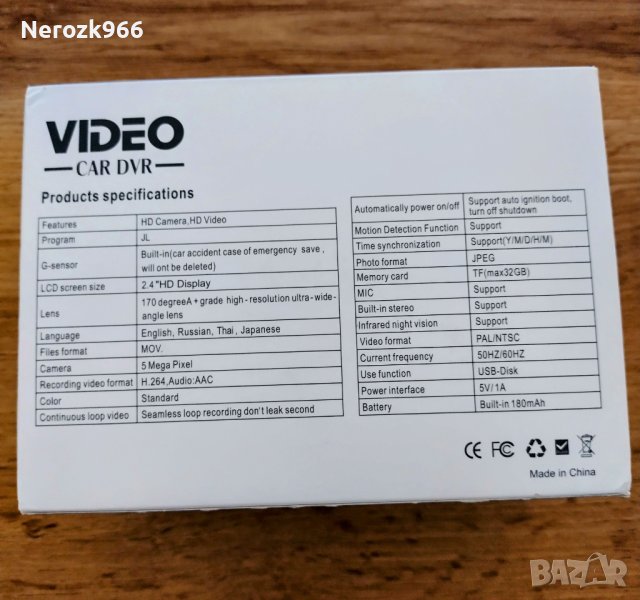 Nerozk966
VIDEO
CAR DVR
Products specifications
Features HD Camera,HD Video
Program JL
G-sensor Built-in(car accident case of emergency save , will ont be deleted)
LCD screen size 2.4"HD Display
Lens 170 degreeA+grade high-resolution ultra-wide-angle lens
Language English, Russian, Thai, Japanese
Files format MOV.
Camera 5 Mega Pixel
Recording video format H.264,Audio:AAC
Color Standard
Continuous loop video Seamless loop recording don't leak second
Automatically power on/off Support auto ignition boot, turn off shutdown
Motion Detection Function Support
Time synchronization Support(Y/M/D/H/M)
Photo format JPEG
Memory card TF(max32GB)
MIC Support
Built-in stereo Support
Infrared night vision Support
Video format PAL/NTSC
Current frequency 50HZ/60HZ
Use function USB-Disk
Power interface 5V/1A
Battery Built-in 180mAh
CE FC
Made in China
BAZAR